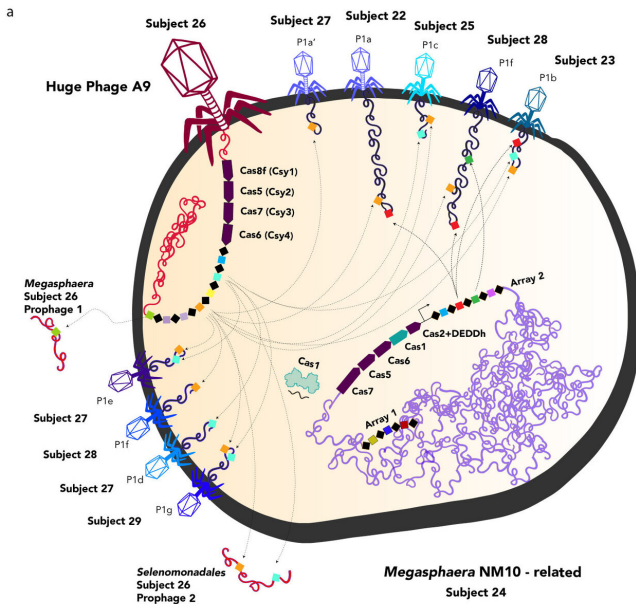 a
Subject 26
Subject 27
Subject 22
Subject 25
Subject 28
Subject 23
P1a'
P1a
P1c
P1f
P1b
Huge Phage A9
Cas8f (Csy1)
Cas5 (Csy2)
Cas7 (Csy3)
Cas6 (Csy4)
Megasphaera
Subject 26
Prophage 1
Array 2
Cas2+DEDDh
Cas1
Cas6
Cas5
Cas7
Cas1
Array 1
P1e
Subject 27
P1f
Subject 28
P1d
Subject 27
P1g
Subject 29
Selenomonadales
Subject 26
Prophage 2
Megasphaera NM10 - related
Subject 24